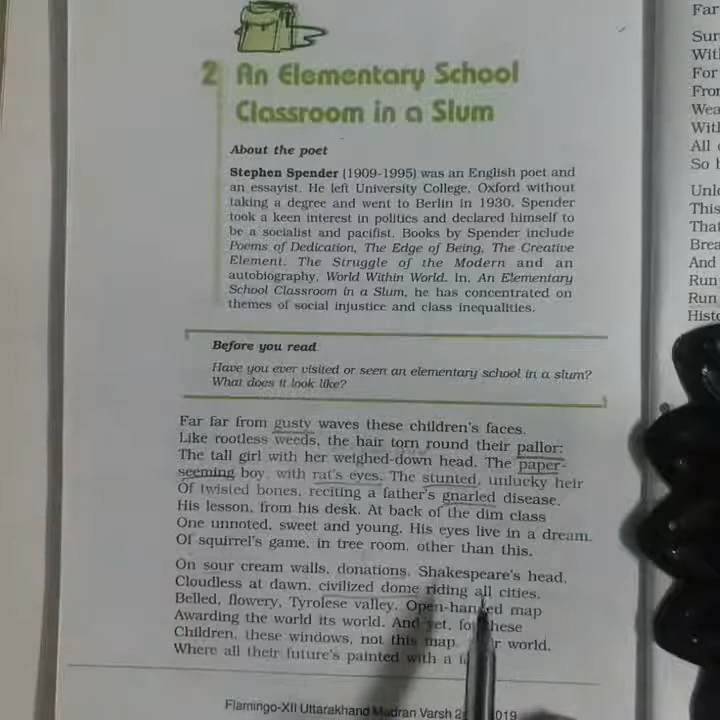 2 An Elementary School
Classroom in a Slum
About the poet
Stephen Spender (1909-1995) was an English poet and
an essayist. He left University College, Oxford without
taking a degree and went to Berlin in 1930. Spender
took a keen interest in politics and declared himself to
be a socialist and pacifist. Books by Spender include
Poems of Dedication, The Edge of Being, The Creative
Element, The Struggle of the Modern and an
autobiography, World Within World. In, An Elementary
School Classroom in a Slum, he has concentrated on
themes of social injustice and class inequalities.
Before you read
Have you ever visited or seen an elementary school in a slum?
What does it look like?
Far far from gusty waves these children's faces.
Like rootless weeds, the hair torn round their pallor:
The tall girl with her weighed-down head. The paper-
seeming boy, with rat's eyes. The stunted, unlucky heir
Of twisted bones, reciting a father's gnarled disease,
His lesson, from his desk. At back of the dim class
One unnoted, sweet and young. His eyes live in a dream,
Of squirrel's game, in tree room, other than this.
On sour cream walls, donations. Shakespeare's head,
Cloudless at dawn, civilized dome riding all cities.
Belled, flowery, Tyrolese valley. Open-handed map
Awarding the world its world. And yet, for these
Children, these windows, not this map, world,
Where all their future's painted with a
Flamingo-XII Uttarakhand Varsh 2 019
Far
Sur
Wit
For
From
Wea
With
All
So
Unle
This
That
Brea
And
Run
Run
Histo